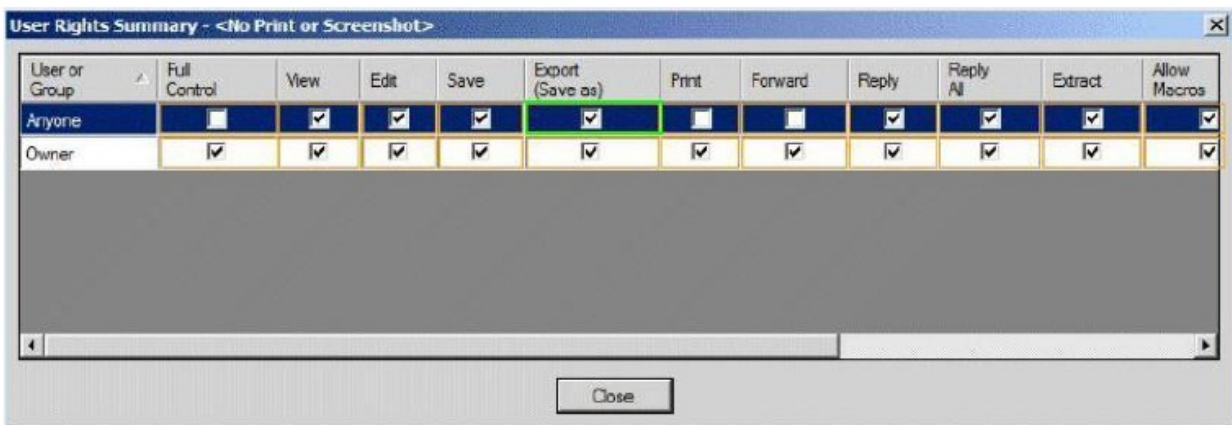 User Rights Summary - <No Print or Screenshot>
User or Group Full Control View Edit Save Export (Save as) Print Forward Reply Reply All Extract Allow Macros
Anyone
Owner
Close